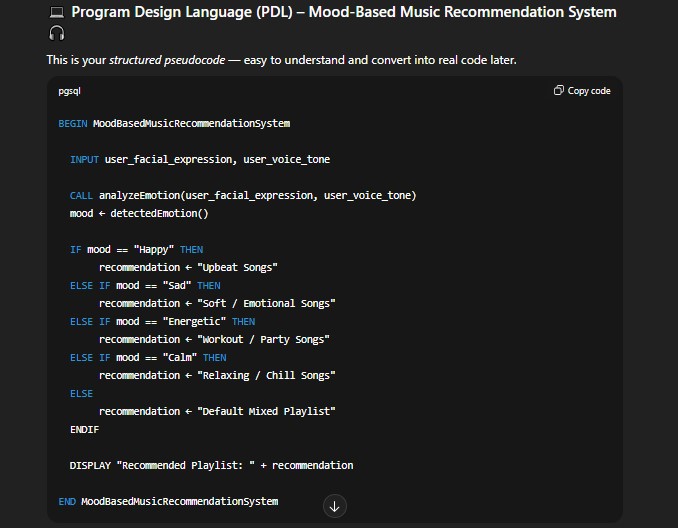 💻 Program Design Language (PDL) – Mood-Based Music Recommendation System
🎧
This is your structured pseudocode — easy to understand and convert into real code later.
pgsql Copy code
BEGIN MoodBasedMusicRecommendationSystem
INPUT user_facial_expression, user_voice_tone
CALL analyzeEmotion(user_facial_expression, user_voice_tone)
mood ← detectedEmotion()
IF mood == "Happy" THEN
recommendation ← "Upbeat Songs"
ELSE IF mood == "Sad" THEN
recommendation ← "Soft / Emotional Songs"
ELSE IF mood == "Energetic" THEN
recommendation ← "Workout / Party Songs"
ELSE IF mood == "Calm" THEN
recommendation ← "Relaxing / Chill Songs"
ELSE
recommendation ← "Default Mixed Playlist"
ENDIF
DISPLAY "Recommended Playlist: " + recommendation
END MoodBasedMusicRecommendationSystem